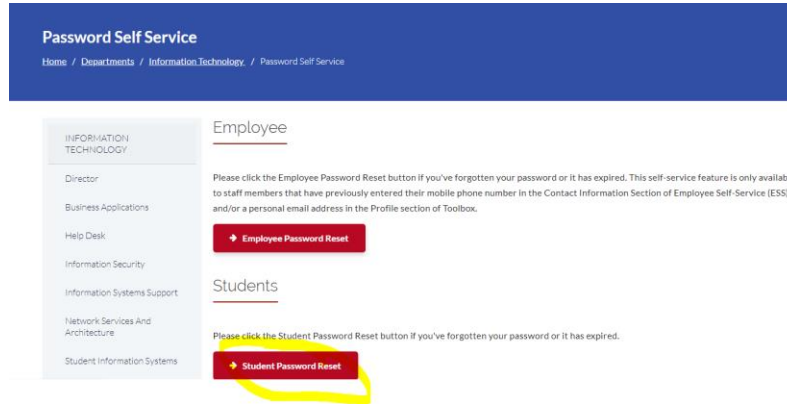 Password Self Service
Home / Departments / Information Technology / Password Self Service
INFORMATION
TECHNOLOGY
Director
Business Applications
Help Desk
Information Security
Information Systems Support
Network Services And
Architecture
Student Information Systems
Employee
Please click the Employee Password Reset button if you've forgotten your password or it has expired. This self-service feature is only availab
to staff members that have previously entered their mobile phone number in the Contact Information Section of Employee Self-Service (ESS)
and/or a personal email address in the Profile section of Toolbox.
Employee Password Reset
Students
Please click the Student Password Reset button if you've forgotten your password or it has expired.
Student Password Reset